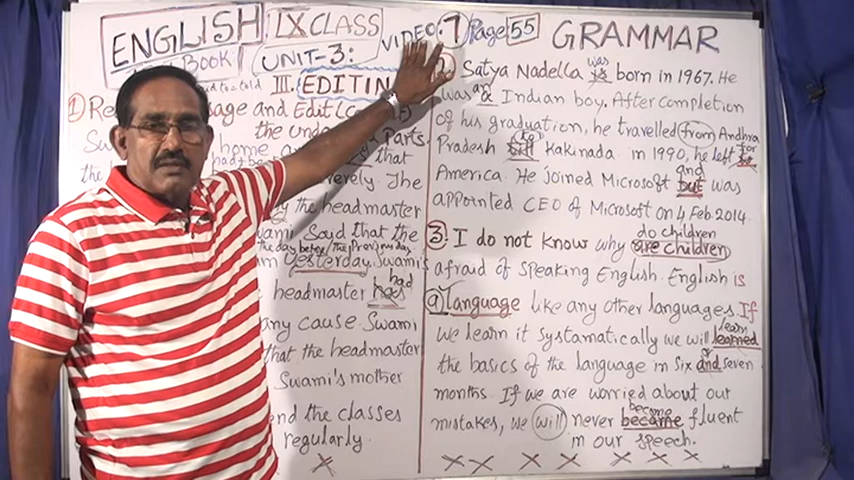 ENGLISH IX CLASS
Book UNIT-3: VIDEO:7 Page 55 GRAMMAR
told III. EDITIN
① Re sage and Edit
the und Parts.
Su home
had that
the verely. The
the headmaster
wami Said that the
the day before/the Previous day
Yesterday. Swami's
had
headmaster has
any cause. Swami
that the headmaster
Swami's mother
end the classes
regularly.
was
Satya Nadella is born in 1967. He
an
was a Indian boy. After completion
of his graduation, he travelled from Andhra
to for
Pradesh till Kakinada in 1990, he left to
and
America. He joined Microsoft but was
appointed CEO of Microsoft on 4 Feb 2014.
do children
③. I do not know why are children
afraid of speaking English. English is
a language like any other languages. If
learn
we learn it systamatically we will learned
or
the basics of the language in six and seven
months. If we are worried about our
become
mistakes, we will never became fluent
in our speech.